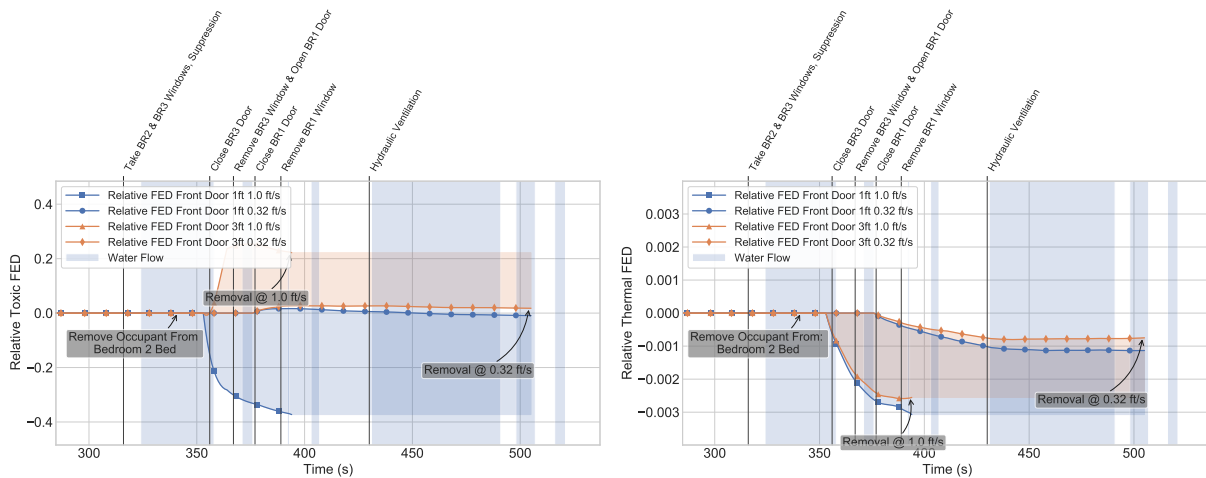 Take BR2 & BR3 Windows, Suppression
Close BR3 Door
Remove BR3 Window & Open BR1 Door
Close BR1 Door
Remove BR1 Window
Hydraulic Ventilation
Relative FED Front Door 1ft 1.0 ft/s
Relative FED Front Door 1ft 0.32 ft/s
Relative FED Front Door 3ft 1.0 ft/s
Relative FED Front Door 3ft 0.32 ft/s
Water Flow
Relative Toxic FED
0.4
0.2
0.0
−0.2
−0.4
Removal @ 1.0 ft/s
Remove Occupant From
Bedroom 2 Bed
Removal @ 0.32 ft/s
300
350
400
450
500
Time (s)
Take BR2 & BR3 Windows, Suppression
Close BR3 Door
Remove BR3 Window & Open BR1 Door
Close BR1 Door
Remove BR1 Window
Hydraulic Ventilation
Relative FED Front Door 1ft 1.0 ft/s
Relative FED Front Door 1ft 0.32 ft/s
Relative FED Front Door 3ft 1.0 ft/s
Relative FED Front Door 3ft 0.32 ft/s
Water Flow
Relative Thermal FED
0.003
0.002
0.001
0.000
−0.001
−0.002
−0.003
Remove Occupant From:
Bedroom 2 Bed
Removal @ 0.32 ft/s
Removal @ 1.0 ft/s
300
350
400
450
500
Time (s)